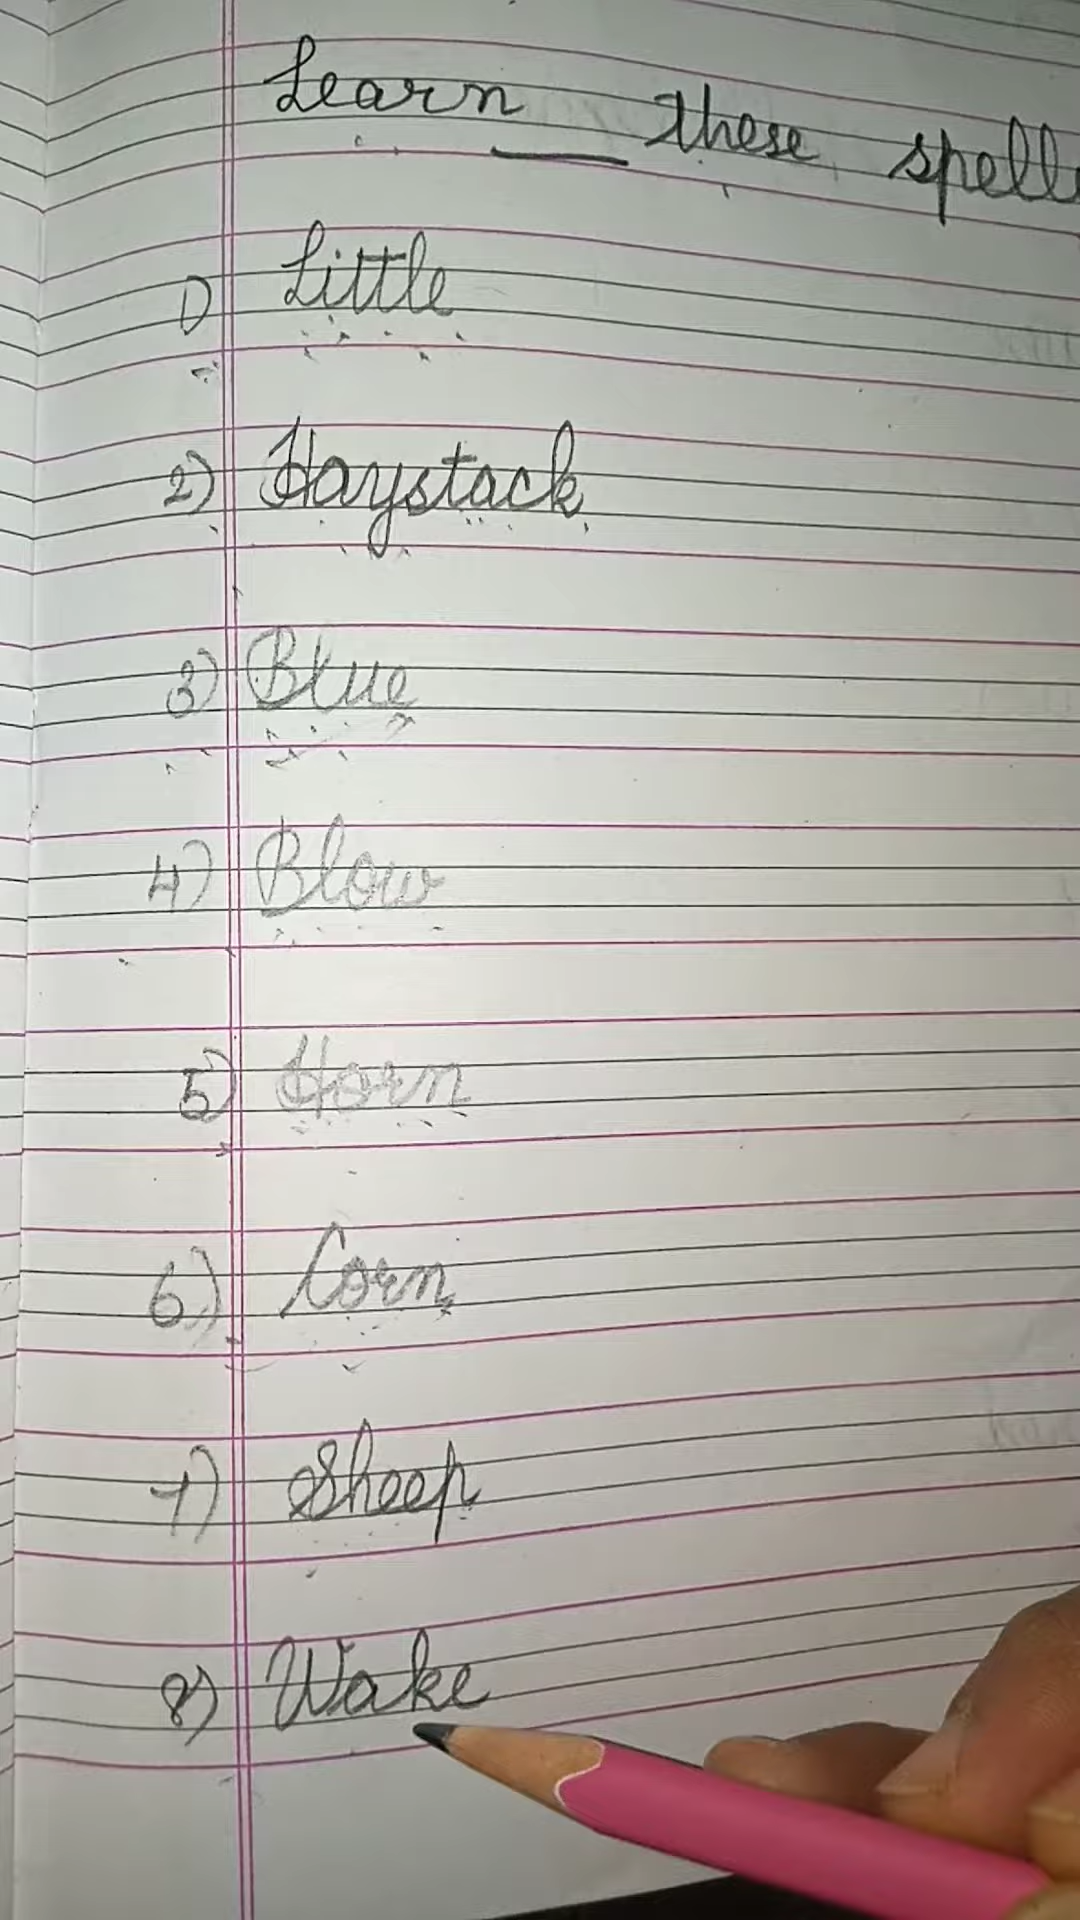 Learn these spell
1) Little
2) Haystack
3) Blue
4) Blow
5) Horn
6) Corn
7) Sheep
8) Wake